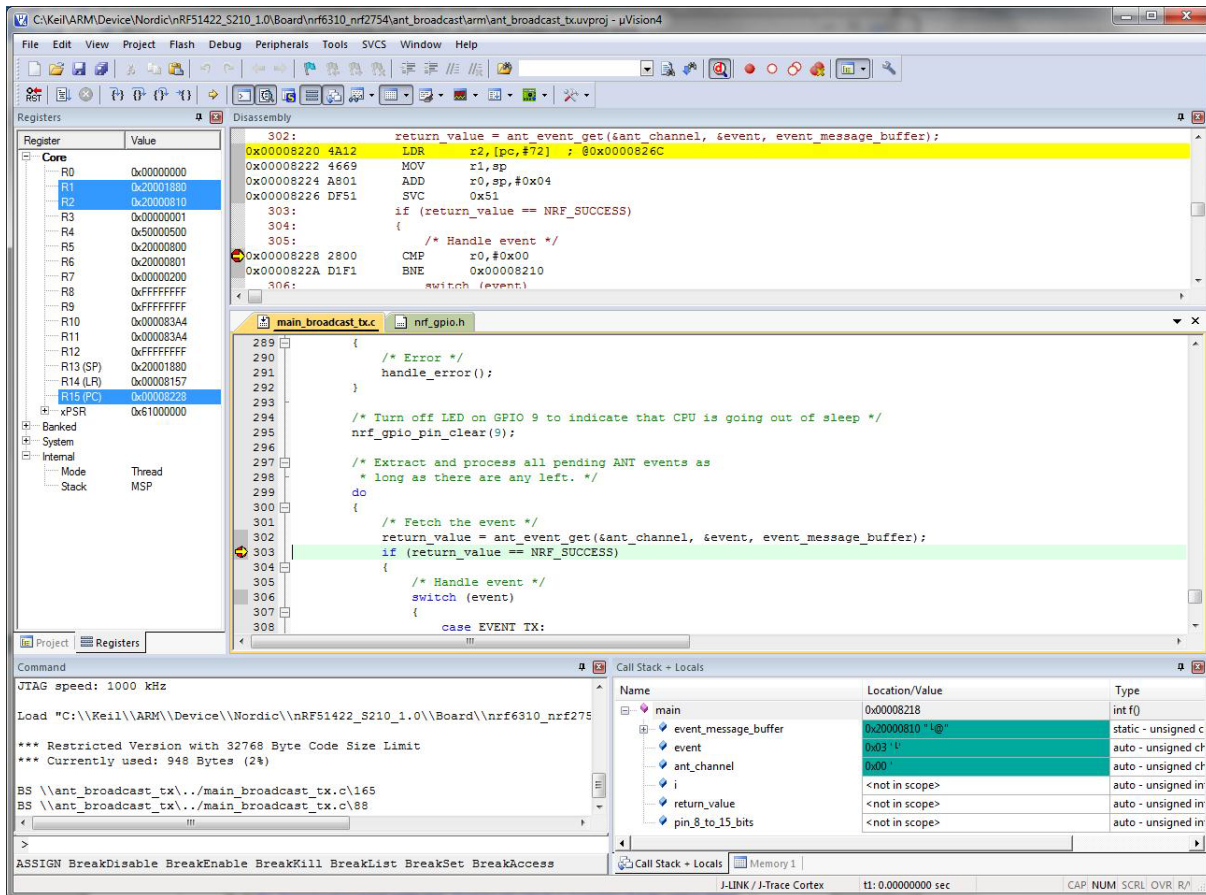 C:\Keil\ARM\Device\Nordic\nRF51422_S210_1.0\Board\nrf6310_nrf2754\ant_broadcast\arm\ant_broadcast_tx.uvproj - µVision4
File Edit View Project Flash Debug Peripherals Tools SVCS Window Help
RST
Registers
Register Value
Core
R0 0x00000000
R1 0x20001880
R2 0x20000810
R3 0x00000001
R4 0x50000500
R5 0x20000800
R6 0x20000801
R7 0x00000200
R8 0xFFFFFFFF
R9 0xFFFFFFFF
R10 0x000083A4
R11 0x000083A4
R12 0xFFFFFFFF
R13 (SP) 0x20001880
R14 (LR) 0x00008157
R15 (PC) 0x00008228
xPSR 0x61000000
Banked
System
Internal
Mode Thread
Stack MSP
Project Registers
Disassembly
302: return_value = ant_event_get(&ant_channel, &event, event_message_buffer);
0x00008220 4A12 LDR r2,[pc,#72] ; @0x0000826C
0x00008222 4669 MOV r1,sp
0x00008224 A801 ADD r0,sp,#0x04
0x00008226 DF51 SVC 0x51
303: if (return_value == NRF_SUCCESS)
304: {
305: /* Handle event */
0x00008228 2800 CMP r0,#0x00
0x0000822A D1F1 BNE 0x00008210
306: switch (event)
main_broadcast_tx.c nrf_gpio.h
289 {
290 /* Error */
291 handle_error();
292 }
293
294 /* Turn off LED on GPIO 9 to indicate that CPU is going out of sleep */
295 nrf_gpio_pin_clear(9);
296
297 /* Extract and process all pending ANT events as
298 * long as there are any left. */
299 do
300 {
301 /* Fetch the event */
302 return_value = ant_event_get(&ant_channel, &event, event_message_buffer);
303 if (return_value == NRF_SUCCESS)
304 {
305 /* Handle event */
306 switch (event)
307 {
308 case EVENT_TX:
Command
JTAG speed: 1000 kHz
Load "C:\\Keil\\ARM\\Device\\Nordic\\nRF51422_S210_1.0\\Board\\nrf6310_nrf275
*** Restricted Version with 32768 Byte Code Size Limit
*** Currently used: 948 Bytes (2%)
BS \\ant_broadcast_tx\../main_broadcast_tx.c\165
BS \\ant_broadcast_tx\../main_broadcast_tx.c\88
>
ASSIGN BreakDisable BreakEnable BreakKill BreakList BreakSet BreakAccess
Call Stack + Locals
Name Location/Value Type
main 0x00008218 int f()
event_message_buffer 0x20000810 "└@" static - unsigned c
event 0x03 '└' auto - unsigned ch
ant_channel 0x00 ' auto - unsigned ch
i <not in scope> auto - unsigned in
return_value <not in scope> auto - unsigned in
pin_8_to_15_bits <not in scope> auto - unsigned in
Call Stack + Locals Memory 1
J-LINK / J-Trace Cortex t1: 0.00000000 sec CAP NUM SCRL OVR R/